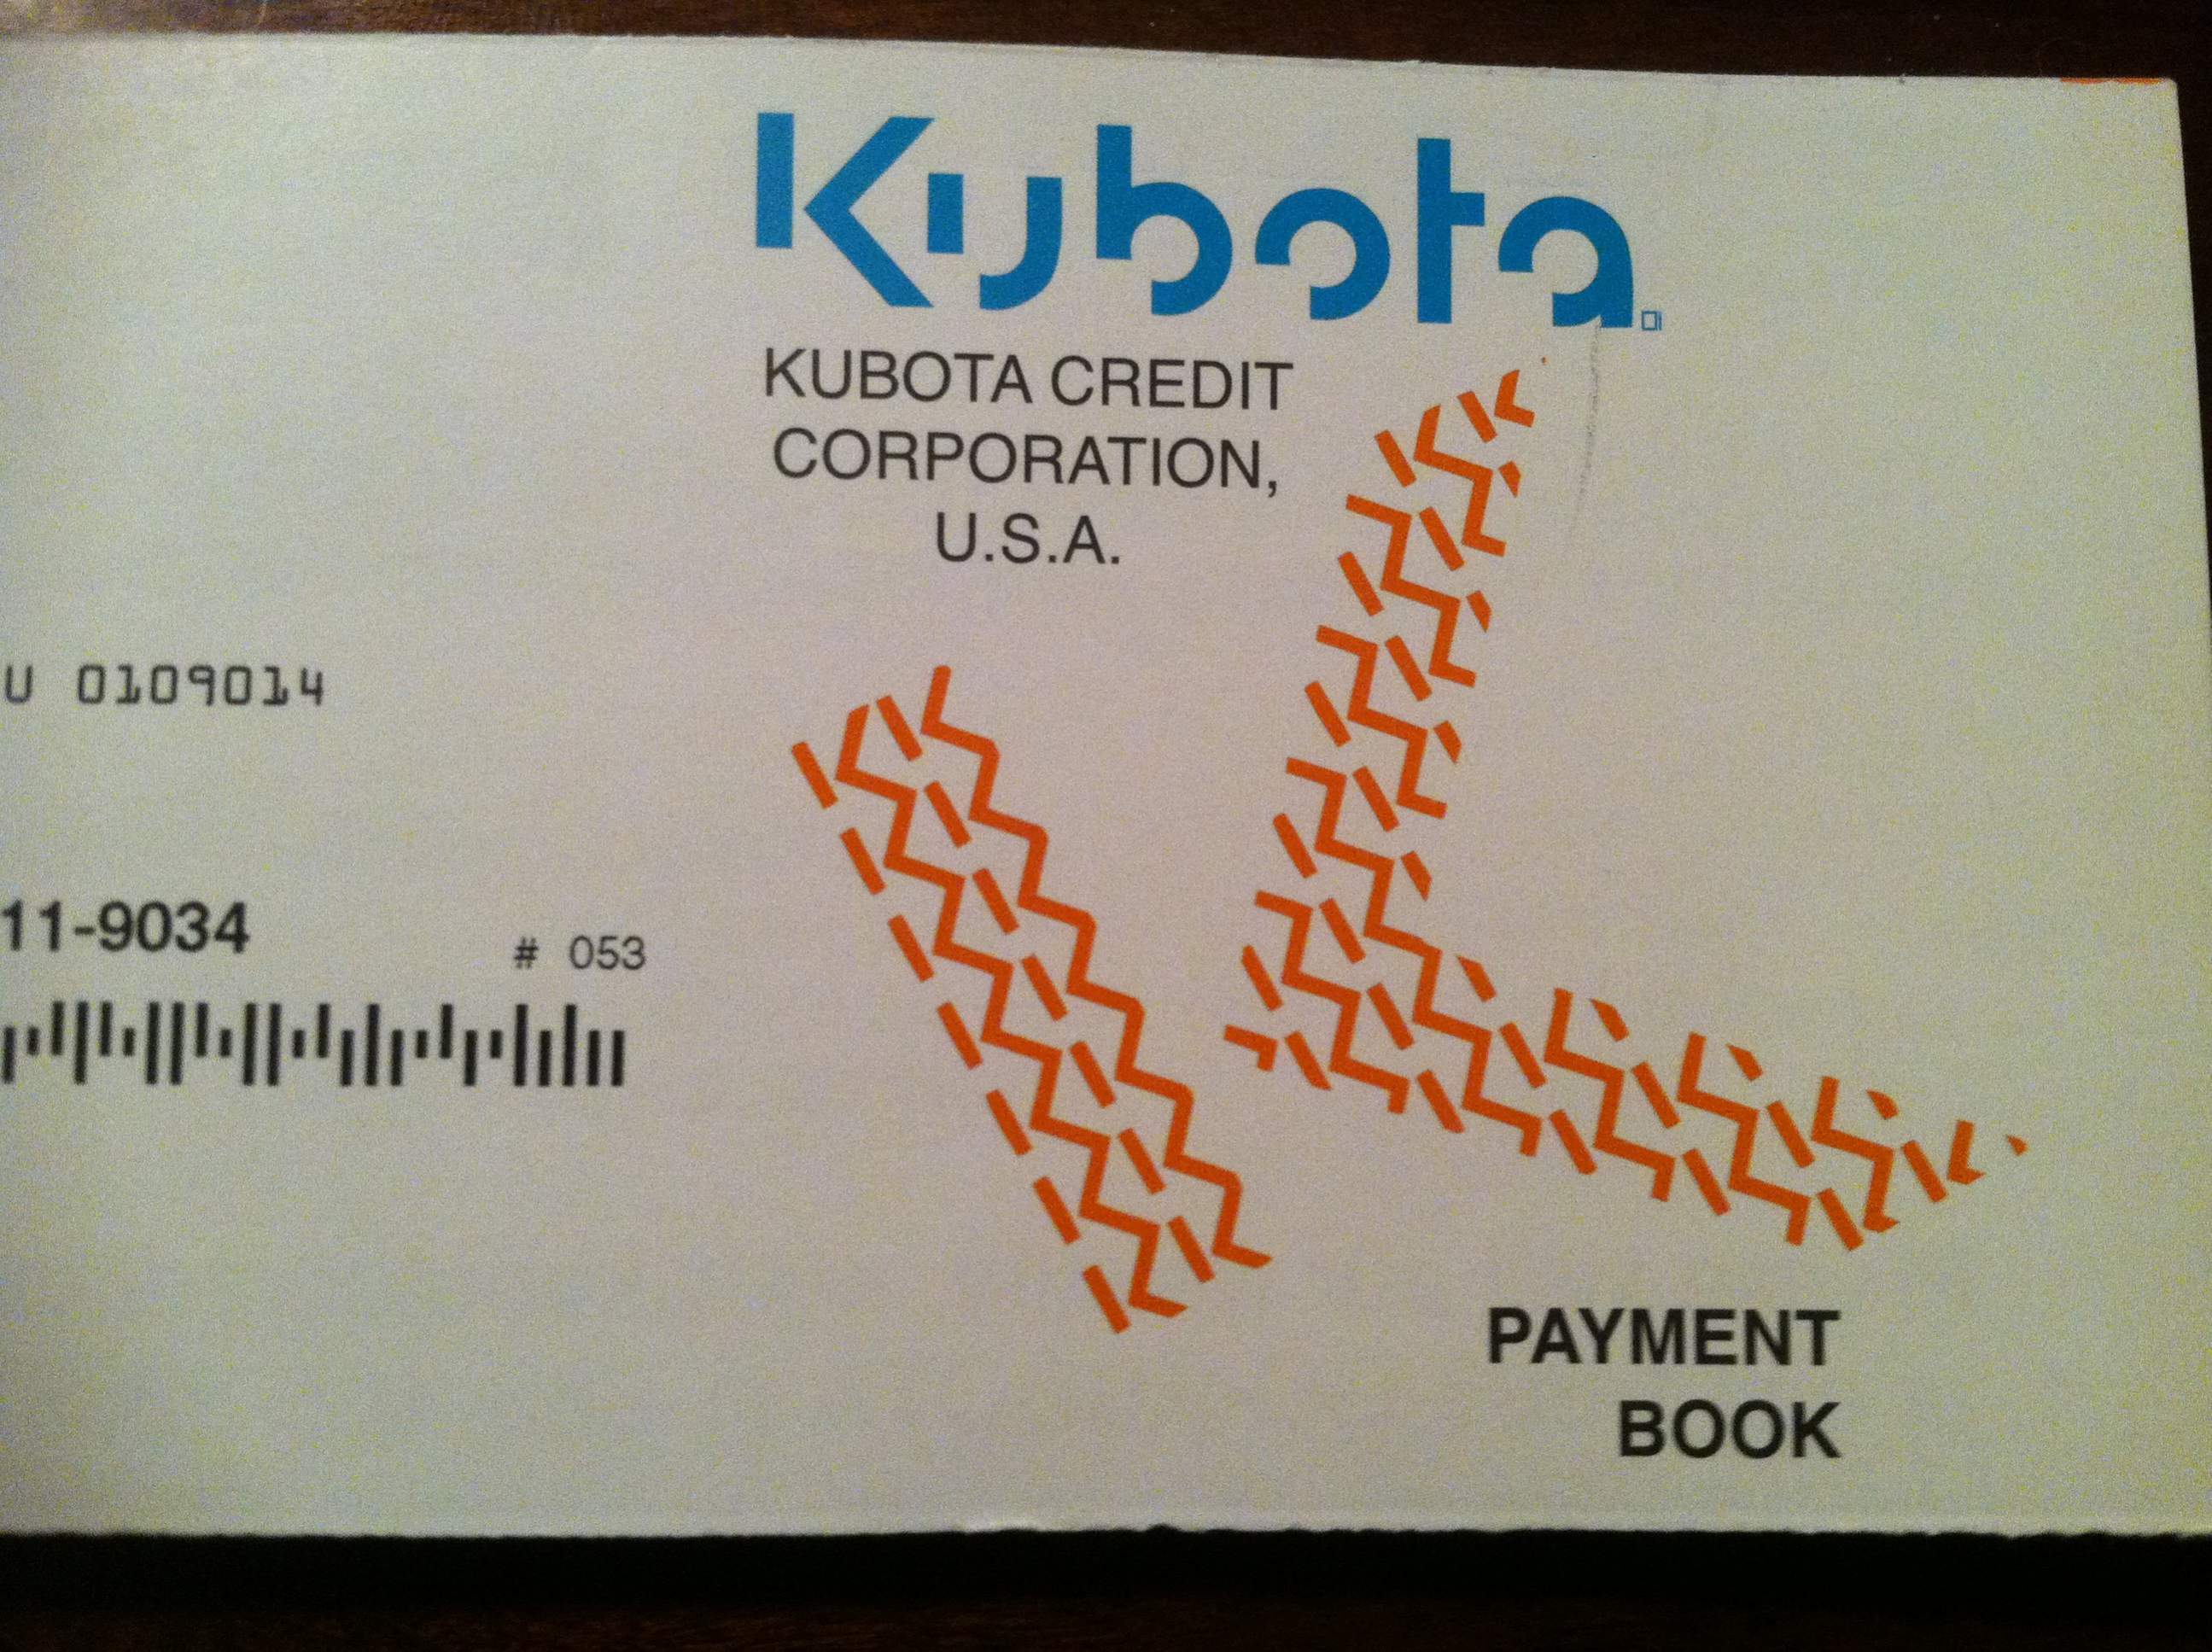 Kubota
KUBOTA CREDIT
CORPORATION,
U.S.A.
U 0109014
11-9034
# 053
PAYMENT
BOOK